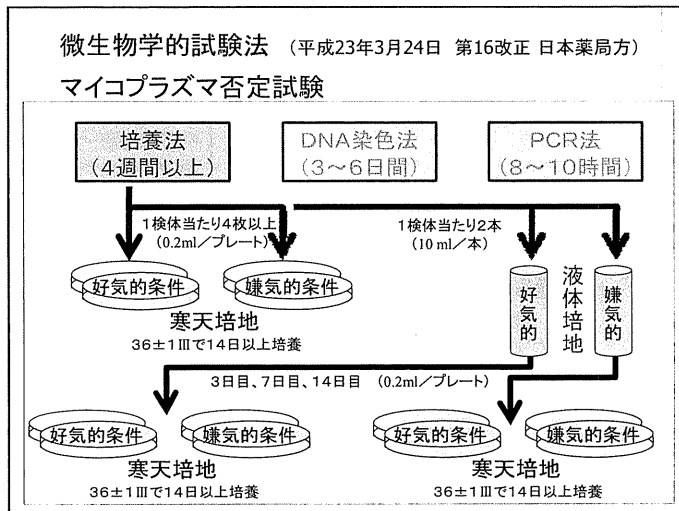 微生物学的試験法 (平成23年3月24日 第16改正 日本薬局方)
マイコプラズマ否定試験
培養法
(4週間以上)
DNA染色法
(3～6日間)
PCR法
(8～10時間)
1検体当たり4枚以上
(0.2ml／プレート)
1検体当たり2本
(10 ml／本)
好気的条件
嫌気的条件
寒天培地
36±1Ⅲで14日以上培養
好気的
液体培地
嫌気的
3日目、7日目、14日目 (0.2ml／プレート)
好気的条件
嫌気的条件
寒天培地
36±1Ⅲで14日以上培養
好気的条件
嫌気的条件
寒天培地
36±1Ⅲで14日以上培養